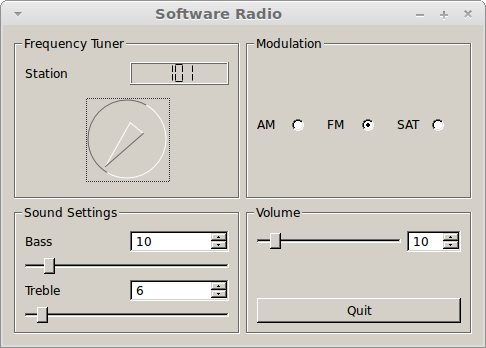 Software Radio
Frequency Tuner
Station 101
Modulation
AM FM SAT
Sound Settings
Bass 10
Treble 6
Volume
10
Quit